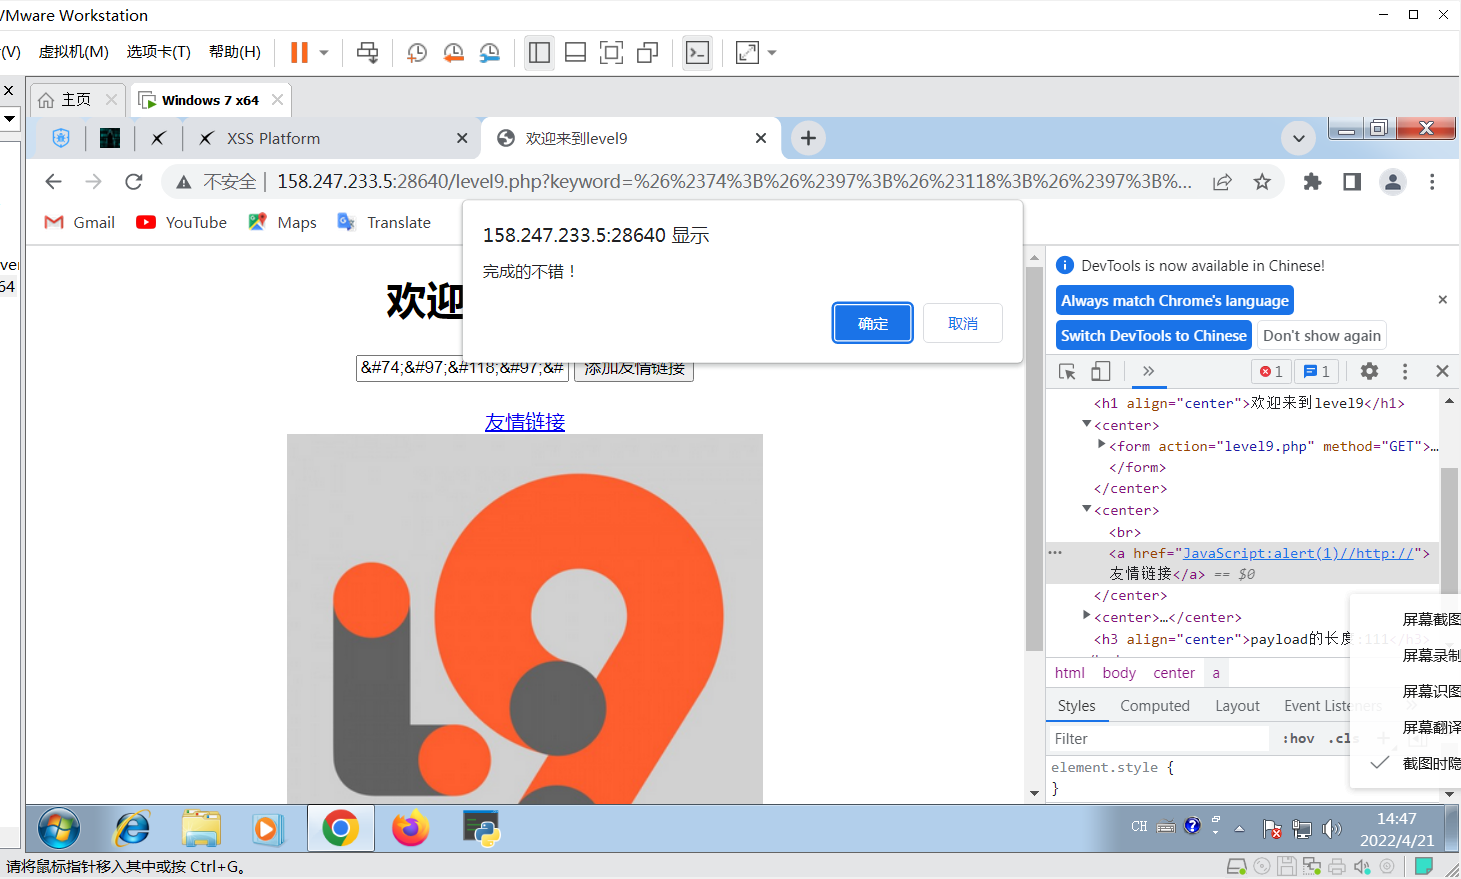 VMware Workstation
(V) 虚拟机(M) 选项卡(T) 帮助(H)
主页 Windows 7 x64
XSS Platform 欢迎来到level9
不安全 158.247.233.5:28640/level9.php?keyword=%26%2374%3B%26%2397%3B%26%23118%3B%26%2397%3B%...
Gmail YouTube Maps Translate
158.247.233.5:28640 显示
完成的不错！
确定 取消
欢迎
&#74;&#97;&#118;&#97;&# 添加友情链接
友情链接
ver
64
DevTools is now available in Chinese!
Always match Chrome's language
Switch DevTools to Chinese Don't show again
1 1
<h1 align="center">欢迎来到level9</h1>
<center>
<form action="level9.php" method="GET">…
</form>
</center>
<center>
<br>
<a href="JavaScript:alert(1)//http://">
友情链接</a> == $0
</center>
<center>…</center>
<h3 align="center">payload的长度:111</h3>
html body center a
Styles Computed Layout Event Listeners
Filter :hov .cls
element.style {
}
屏幕截图
屏幕录制
屏幕识图
屏幕翻译
截图时隐
CH 14:47
2022/4/21
请将鼠标指针移入其中或按 Ctrl+G。